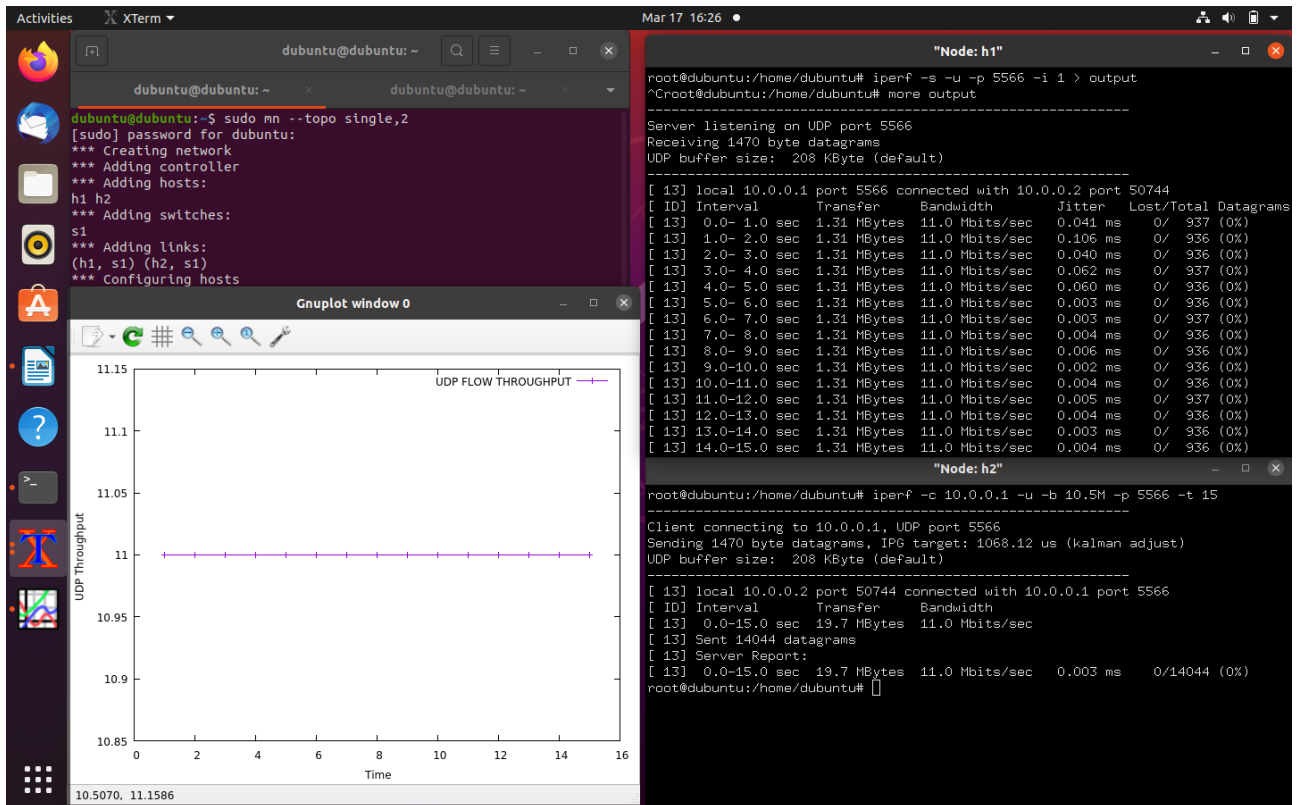 Activities XTerm Mar 17 16:26
dubuntu@dubuntu: ~
dubuntu@dubuntu: ~ dubuntu@dubuntu: ~
dubuntu@dubuntu:~$ sudo mn --topo single,2
[sudo] password for dubuntu:
*** Creating network
*** Adding controller
*** Adding hosts:
h1 h2
*** Adding switches:
s1
*** Adding links:
(h1, s1) (h2, s1)
*** Configuring hosts
Gnuplot window 0
UDP FLOW THROUGHPUT
11.15
11.1
11.05
11
10.95
10.9
10.85
UDP Throughput
0 2 4 6 8 10 12 14 16
Time
10.5070, 11.1586
"Node: h1"
root@dubuntu:/home/dubuntu# iperf -s -u -p 5566 -i 1 > output
^Croot@dubuntu:/home/dubuntu# more output
------------------------------------------------------------
Server listening on UDP port 5566
Receiving 1470 byte datagrams
UDP buffer size: 208 KByte (default)
------------------------------------------------------------
[ 13] local 10.0.0.1 port 5566 connected with 10.0.0.2 port 50744
[ ID] Interval Transfer Bandwidth Jitter Lost/Total Datagrams
[ 13] 0.0- 1.0 sec 1.31 MBytes 11.0 Mbits/sec 0.041 ms 0/ 937 (0%)
[ 13] 1.0- 2.0 sec 1.31 MBytes 11.0 Mbits/sec 0.106 ms 0/ 936 (0%)
[ 13] 2.0- 3.0 sec 1.31 MBytes 11.0 Mbits/sec 0.040 ms 0/ 936 (0%)
[ 13] 3.0- 4.0 sec 1.31 MBytes 11.0 Mbits/sec 0.062 ms 0/ 937 (0%)
[ 13] 4.0- 5.0 sec 1.31 MBytes 11.0 Mbits/sec 0.060 ms 0/ 936 (0%)
[ 13] 5.0- 6.0 sec 1.31 MBytes 11.0 Mbits/sec 0.003 ms 0/ 936 (0%)
[ 13] 6.0- 7.0 sec 1.31 MBytes 11.0 Mbits/sec 0.003 ms 0/ 937 (0%)
[ 13] 7.0- 8.0 sec 1.31 MBytes 11.0 Mbits/sec 0.004 ms 0/ 936 (0%)
[ 13] 8.0- 9.0 sec 1.31 MBytes 11.0 Mbits/sec 0.006 ms 0/ 936 (0%)
[ 13] 9.0-10.0 sec 1.31 MBytes 11.0 Mbits/sec 0.002 ms 0/ 936 (0%)
[ 13] 10.0-11.0 sec 1.31 MBytes 11.0 Mbits/sec 0.004 ms 0/ 936 (0%)
[ 13] 11.0-12.0 sec 1.31 MBytes 11.0 Mbits/sec 0.005 ms 0/ 937 (0%)
[ 13] 12.0-13.0 sec 1.31 MBytes 11.0 Mbits/sec 0.004 ms 0/ 936 (0%)
[ 13] 13.0-14.0 sec 1.31 MBytes 11.0 Mbits/sec 0.003 ms 0/ 936 (0%)
[ 13] 14.0-15.0 sec 1.31 MBytes 11.0 Mbits/sec 0.004 ms 0/ 936 (0%)
"Node: h2"
root@dubuntu:/home/dubuntu# iperf -c 10.0.0.1 -u -b 10.5M -p 5566 -t 15
------------------------------------------------------------
Client connecting to 10.0.0.1, UDP port 5566
Sending 1470 byte datagrams, IPG target: 1068.12 us (kalman adjust)
UDP buffer size: 208 KByte (default)
------------------------------------------------------------
[ 13] local 10.0.0.2 port 50744 connected with 10.0.0.1 port 5566
[ ID] Interval Transfer Bandwidth
[ 13] 0.0-15.0 sec 19.7 MBytes 11.0 Mbits/sec
[ 13] Sent 14044 datagrams
[ 13] Server Report:
[ 13] 0.0-15.0 sec 19.7 MBytes 11.0 Mbits/sec 0.003 ms 0/14044 (0%)
root@dubuntu:/home/dubuntu#